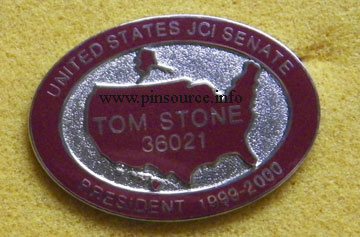 UNITED STATES JCI SENATE
www.pinsource.info
TOM STONE
36021
PRESIDENT 1999-2000